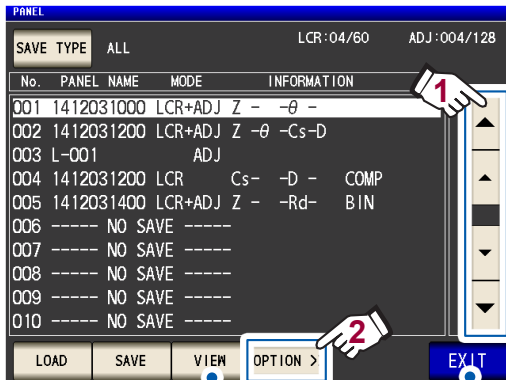 PANEL
SAVE TYPE ALL LCR:04/60 ADJ:004/128
No. PANEL NAME MODE INFORMATION
001 1412031000 LCR+ADJ Z - -θ -
002 1412031200 LCR+ADJ Z -θ -Cs-D
003 L-001 ADJ
004 1412031200 LCR Cs- -D - COMP
005 1412031400 LCR+ADJ Z - -Rd- BIN
006 ----- NO SAVE -----
007 ----- NO SAVE -----
008 ----- NO SAVE -----
009 ----- NO SAVE -----
010 ----- NO SAVE -----
1
2
LOAD SAVE VIEW OPTION > EXIT